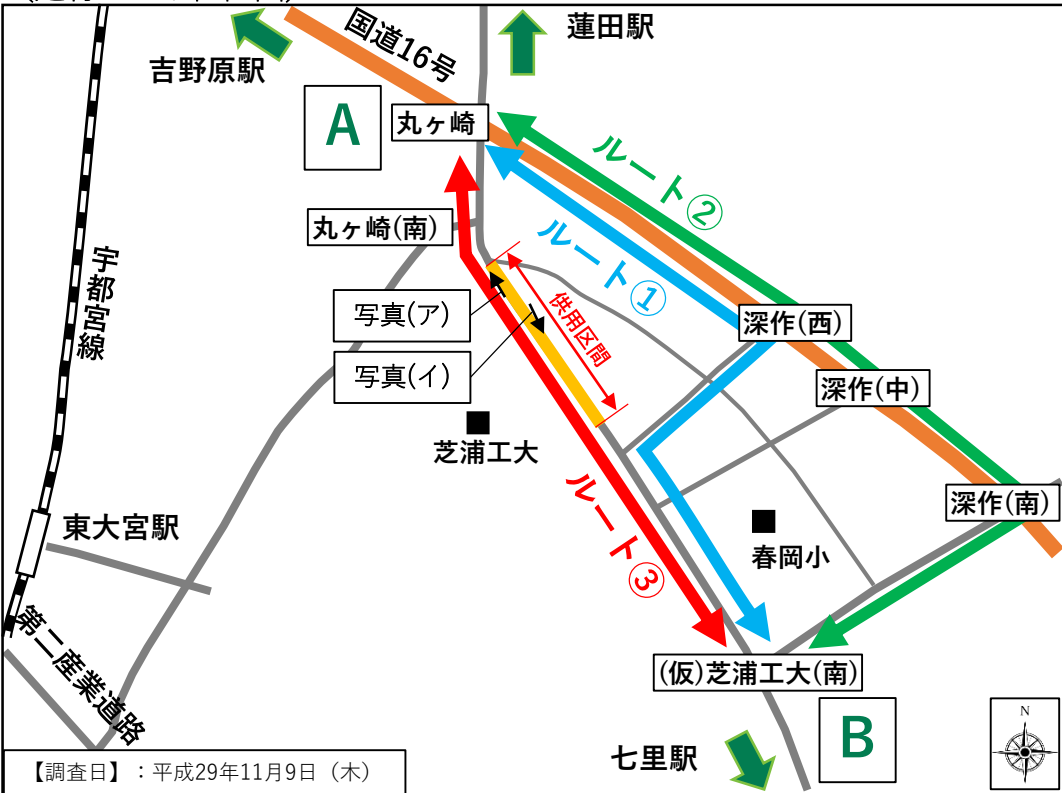 蓮田駅
国道16号
吉野原駅
A
丸ヶ崎
ルート②
丸ヶ崎(南)
ルート①
宇都宮線
供用区間
写真(ア)
深作(西)
写真(イ)
深作(中)
芝浦工大
ルート③
深作(南)
東大宮駅
春岡小
第二産業道路
(仮)芝浦工大(南)
B
七里駅
N
【調査日】：平成29年11月9日（木）